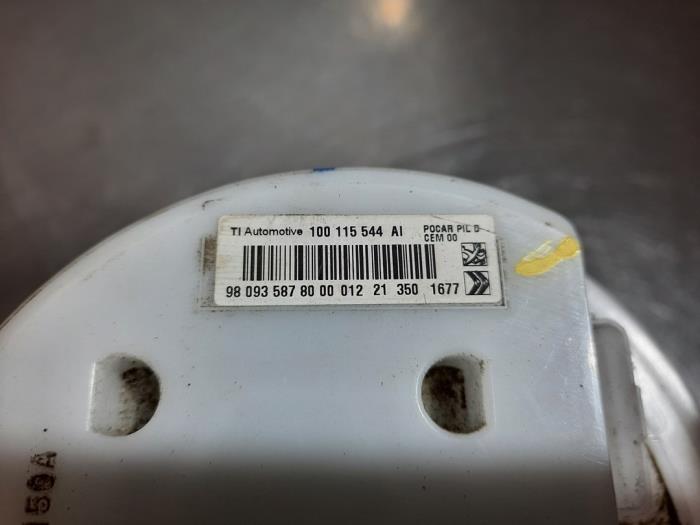 TI Automotive 100 115 544 AI
POCAR PIL D
CEM 00
98 093 587 80 00 012 21 350 1677
150A